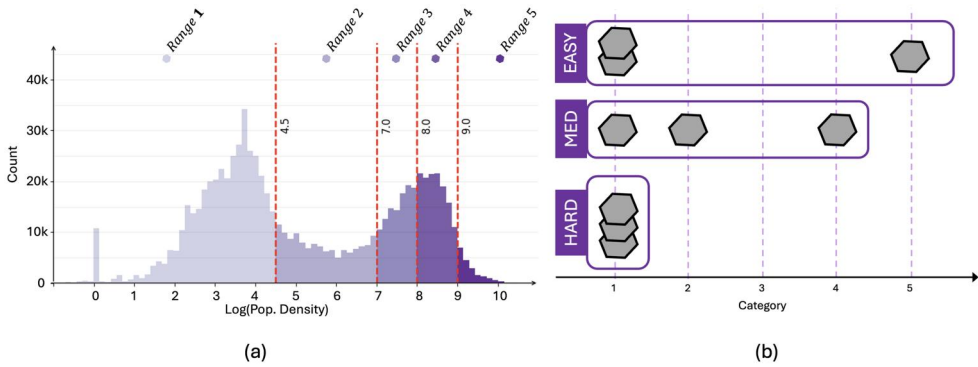 Range 1
Range 2
Range 3
Range 4
Range 5
40k
30k
20k
10k
0
Count
4.5
7.0
8.0
9.0
0 1 2 3 4 5 6 7 8 9 10
Log(Pop. Density)
(a)
EASY
MED
HARD
1 2 3 4 5
Category
(b)